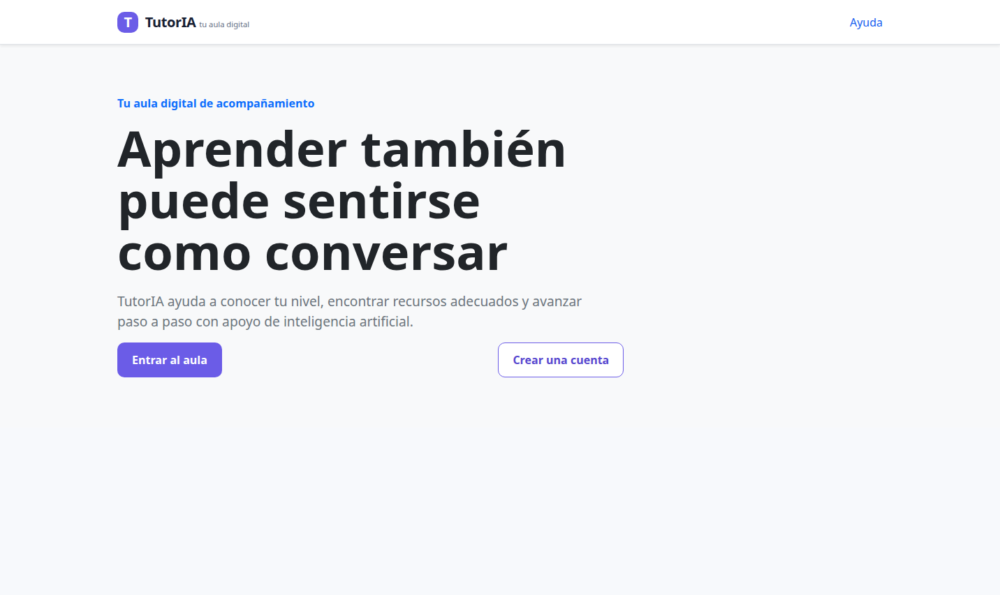 T TutorIA tu aula digital
Ayuda
Tu aula digital de acompañamiento
Aprender también
puede sentirse
como conversar
TutorIA ayuda a conocer tu nivel, encontrar recursos adecuados y avanzar
paso a paso con apoyo de inteligencia artificial.
Entrar al aula
Crear una cuenta